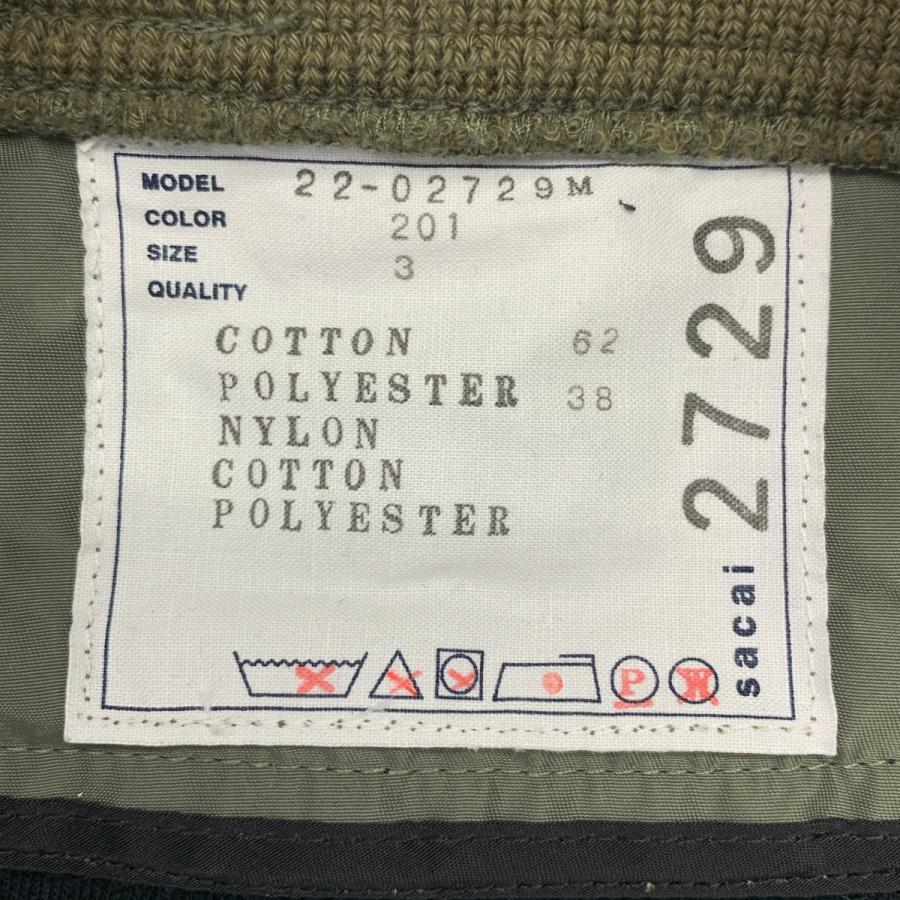 MODEL 22-02729M
COLOR 201
SIZE 3
QUALITY
COTTON 62
POLYESTER 38
NYLON
COTTON
POLYESTER
P W
sacai 2729